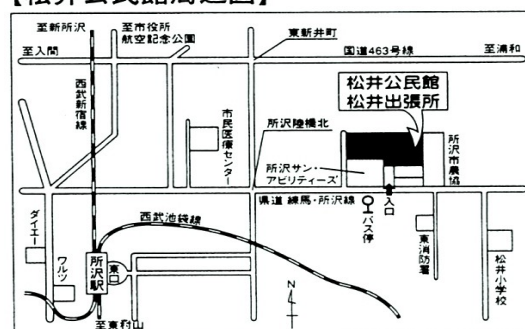 【松井公民館周辺図】
至新所沢
至市役所
航空記念公園
東新井町
至入間
国道463号線
至浦和
西武新宿線
松井公民館
松井出張所
市民医療センター
所沢陸橋北
所沢サン・
アビリティーズ
所沢市農協
県道 練馬・所沢線
入口
バス停
西武池袋線
ダイエー
ワルツ
所沢駅
東口
東消防署
松井小学校
N
至東村山